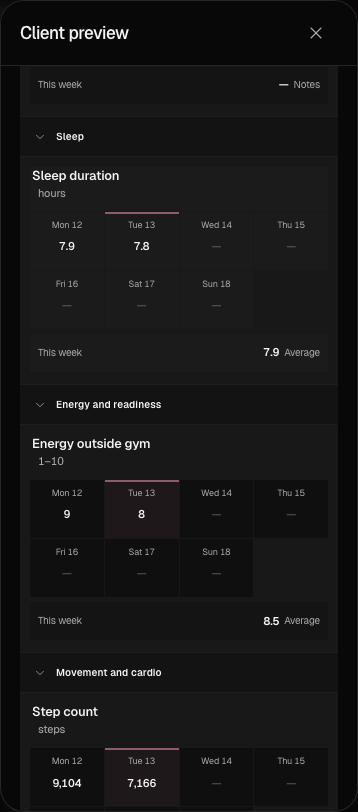 Client preview
This week — Notes
Sleep
Sleep duration
hours
Mon 12 Tue 13 Wed 14 Thu 15
7.9 7.8 — —
Fri 16 Sat 17 Sun 18
— — —
This week 7.9 Average
Energy and readiness
Energy outside gym
1–10
Mon 12 Tue 13 Wed 14 Thu 15
9 8 — —
Fri 16 Sat 17 Sun 18
— — —
This week 8.5 Average
Movement and cardio
Step count
steps
Mon 12 Tue 13 Wed 14 Thu 15
9,104 7,166 — —